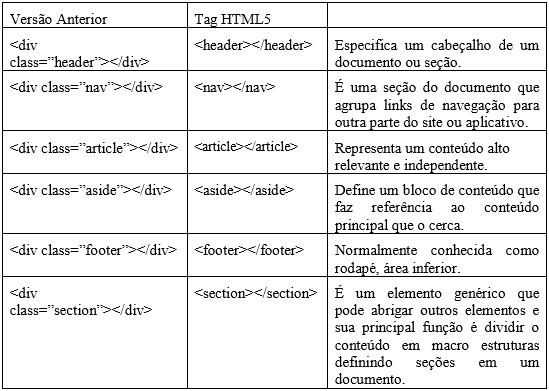 Versão Anterior
Tag HTML5
<div
class=”header”></div>
<header></header>
Especifica um cabeçalho de um
documento ou seção.
<div class=”nav”></div>
<nav></nav>
É uma seção do documento que
agrupa links de navegação para
outra parte do site ou aplicativo.
<div class=”article”></div>
<article></article>
Representa um conteúdo alto
relevante e independente.
<div class=”aside”></div>
<aside></aside>
Define um bloco de conteúdo que
faz referência ao conteúdo
principal que o cerca.
<div class=”footer”></div>
<footer></footer>
Normalmente conhecida como
rodapé, área inferior.
<div
class=”section”></div>
<section></section>
É um elemento genérico que
pode abrigar outros elementos e
sua principal função é dividir o
conteúdo em macro estruturas
definindo seções em um
documento.